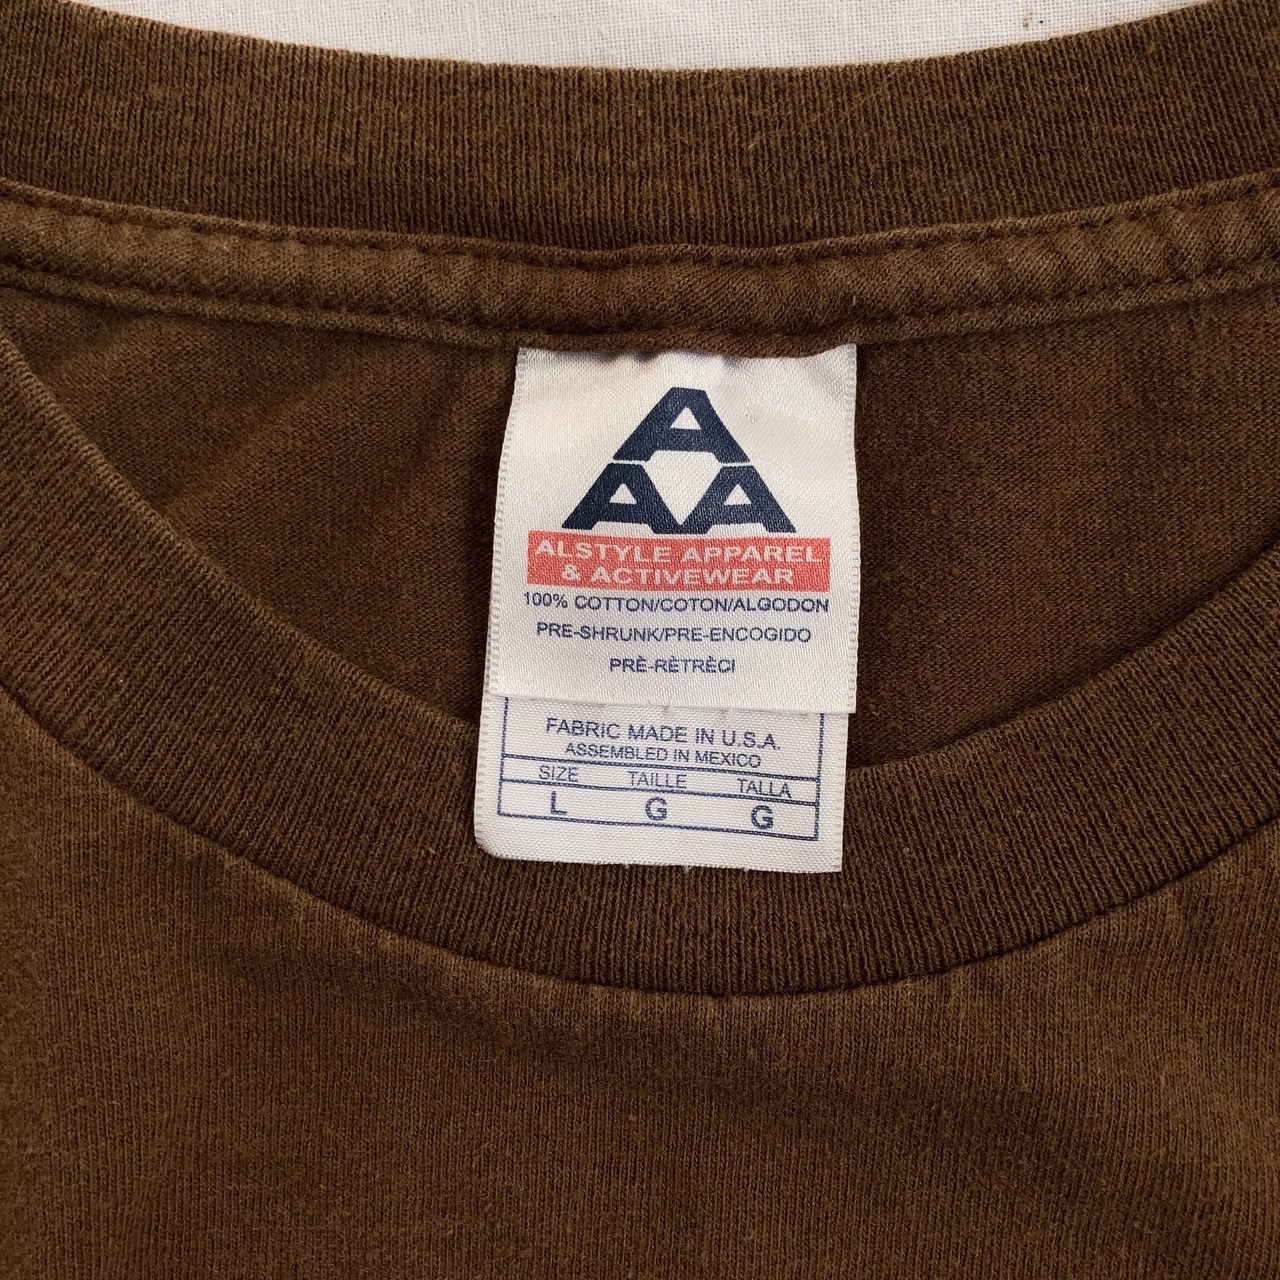 A
AA
ALSTYLE APPAREL
& ACTIVEWEAR
100% COTTON/COTON/ALGODON
PRE-SHRUNK/PRE-ENCOGIDO
PRÈ-RÈTRÈCI
FABRIC MADE IN U.S.A.
ASSEMBLED IN MEXICO
SIZE TAILLE TALLA
L G G